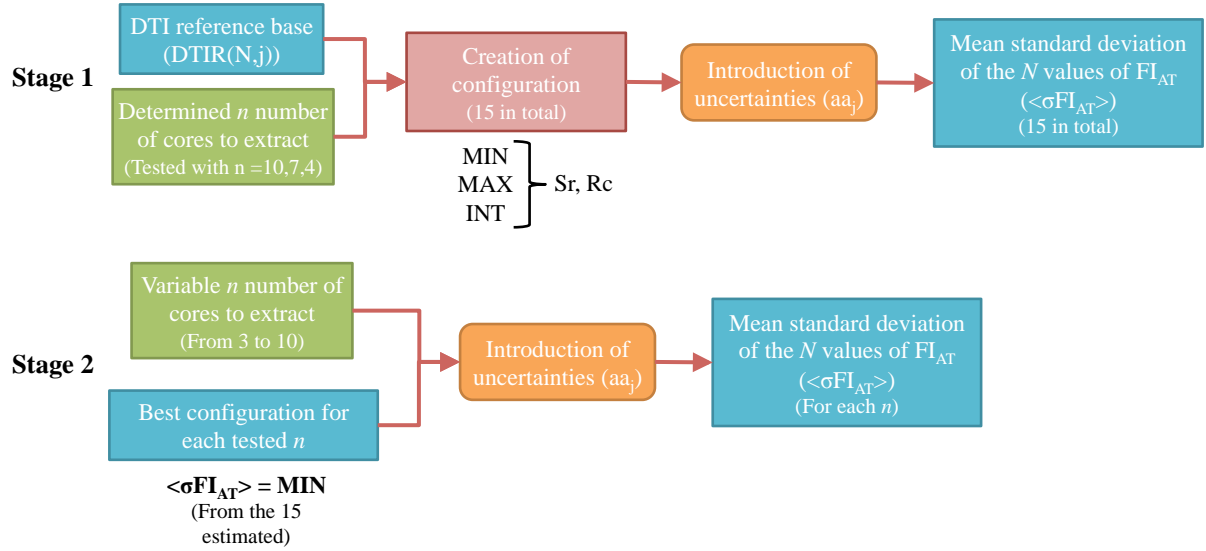 Stage 1
DTI reference base
(DTIR(N,j))
Determined n number
of cores to extract
(Tested with n =10,7,4)
Creation of
configuration
(15 in total)
MIN
MAX
INT
Sr, Rc
Introduction of
uncertainties (aaj)
Mean standard deviation
of the N values of FIAT
(<σFIAT>)
(15 in total)
Stage 2
Variable n number of
cores to extract
(From 3 to 10)
Best configuration for
each tested n
<σFIAT> = MIN
(From the 15
estimated)
Introduction of
uncertainties (aaj)
Mean standard deviation
of the N values of FIAT
(<σFIAT>)
(For each n)